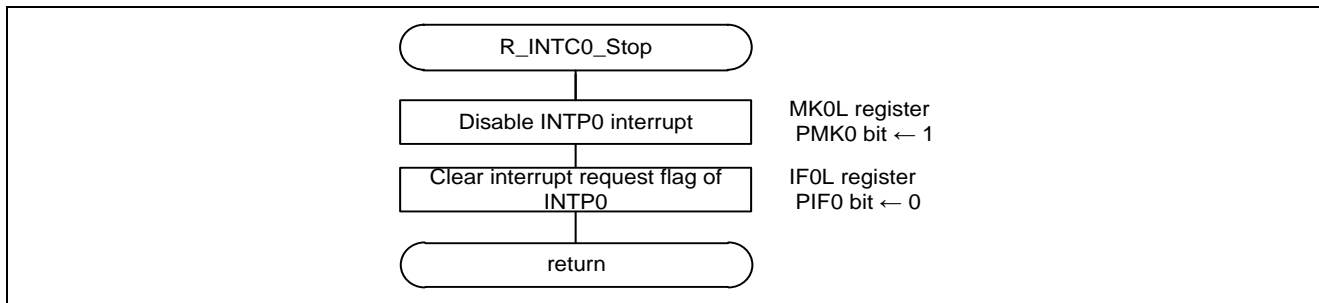 R_INTC0_Stop
Disable INTP0 interrupt
MK0L register
PMK0 bit ← 1
Clear interrupt request flag of
INTP0
IF0L register
PIF0 bit ← 0
return